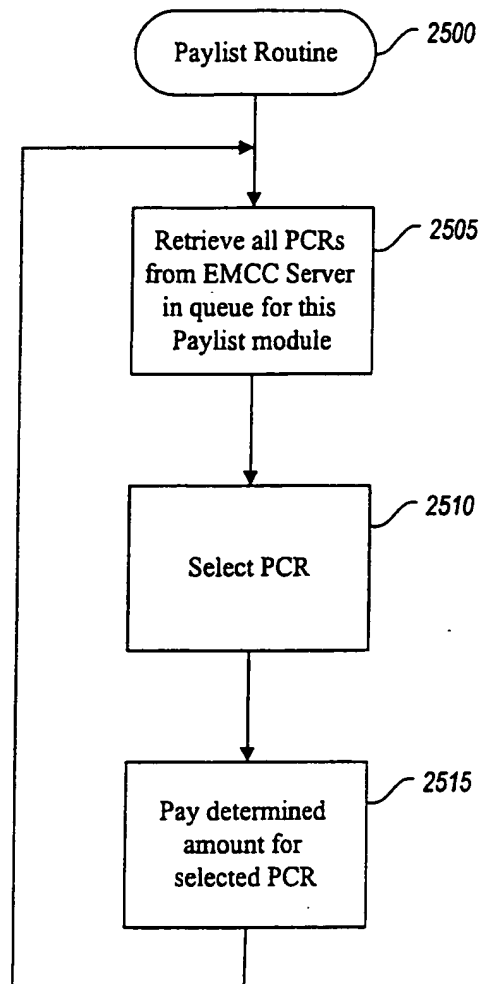 Paylist Routine
2500
Retrieve all PCRs
from EMCC Server
in queue for this
Paylist module
2505
Select PCR
2510
Pay determined
amount for
selected PCR
2515